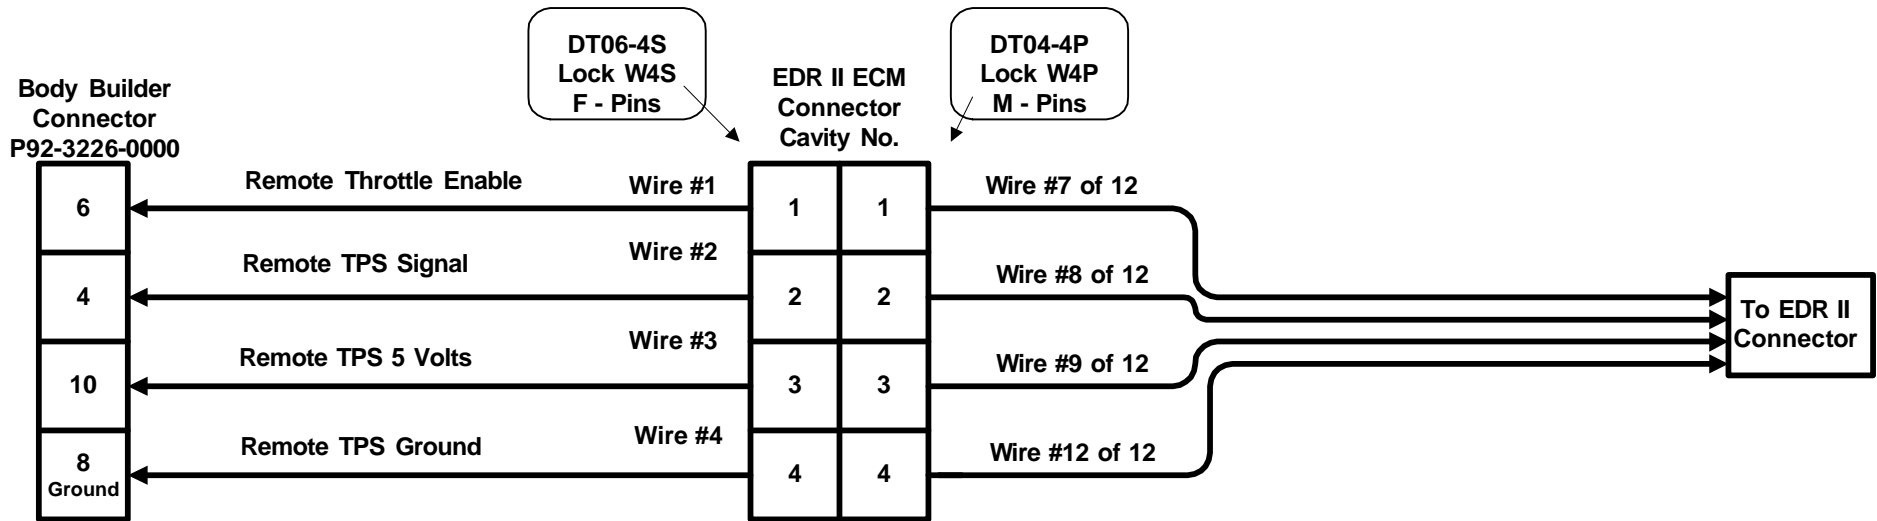 DT06-4S
Lock W4S
F - Pins
DT04-4P
Lock W4P
M - Pins
Body Builder
Connector
P92-3226-0000
EDR II ECM
Connector
Cavity No.
6
Remote Throttle Enable
Wire #1
1
1
Wire #7 of 12
4
Remote TPS Signal
Wire #2
2
2
Wire #8 of 12
10
Remote TPS 5 Volts
Wire #3
3
3
Wire #9 of 12
8
Ground
Remote TPS Ground
Wire #4
4
4
Wire #12 of 12
To EDR II
Connector